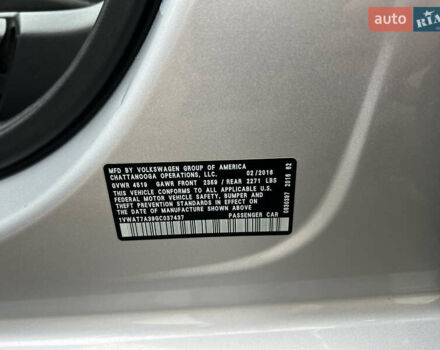 auto RIA
MFD BY VOLKSWAGEN GROUP OF AMERICA
CHATTANOOGA OPERATIONS, LLC. 02/2016
GVWR 4519 GAWR FRONT 2359 / REAR 2271 LBS
THIS VEHICLE CONFORMS TO ALL APPLICABLE U.S.
FEDERAL MOTOR VEHICLE SAFETY, BUMPER AND
THEFT PREVENTION STANDARDS IN EFFECT ON THE
DATE OF MANUFACTURE SHOWN ABOVE.
1VWAT7A39GC037437 PASSENGER CAR